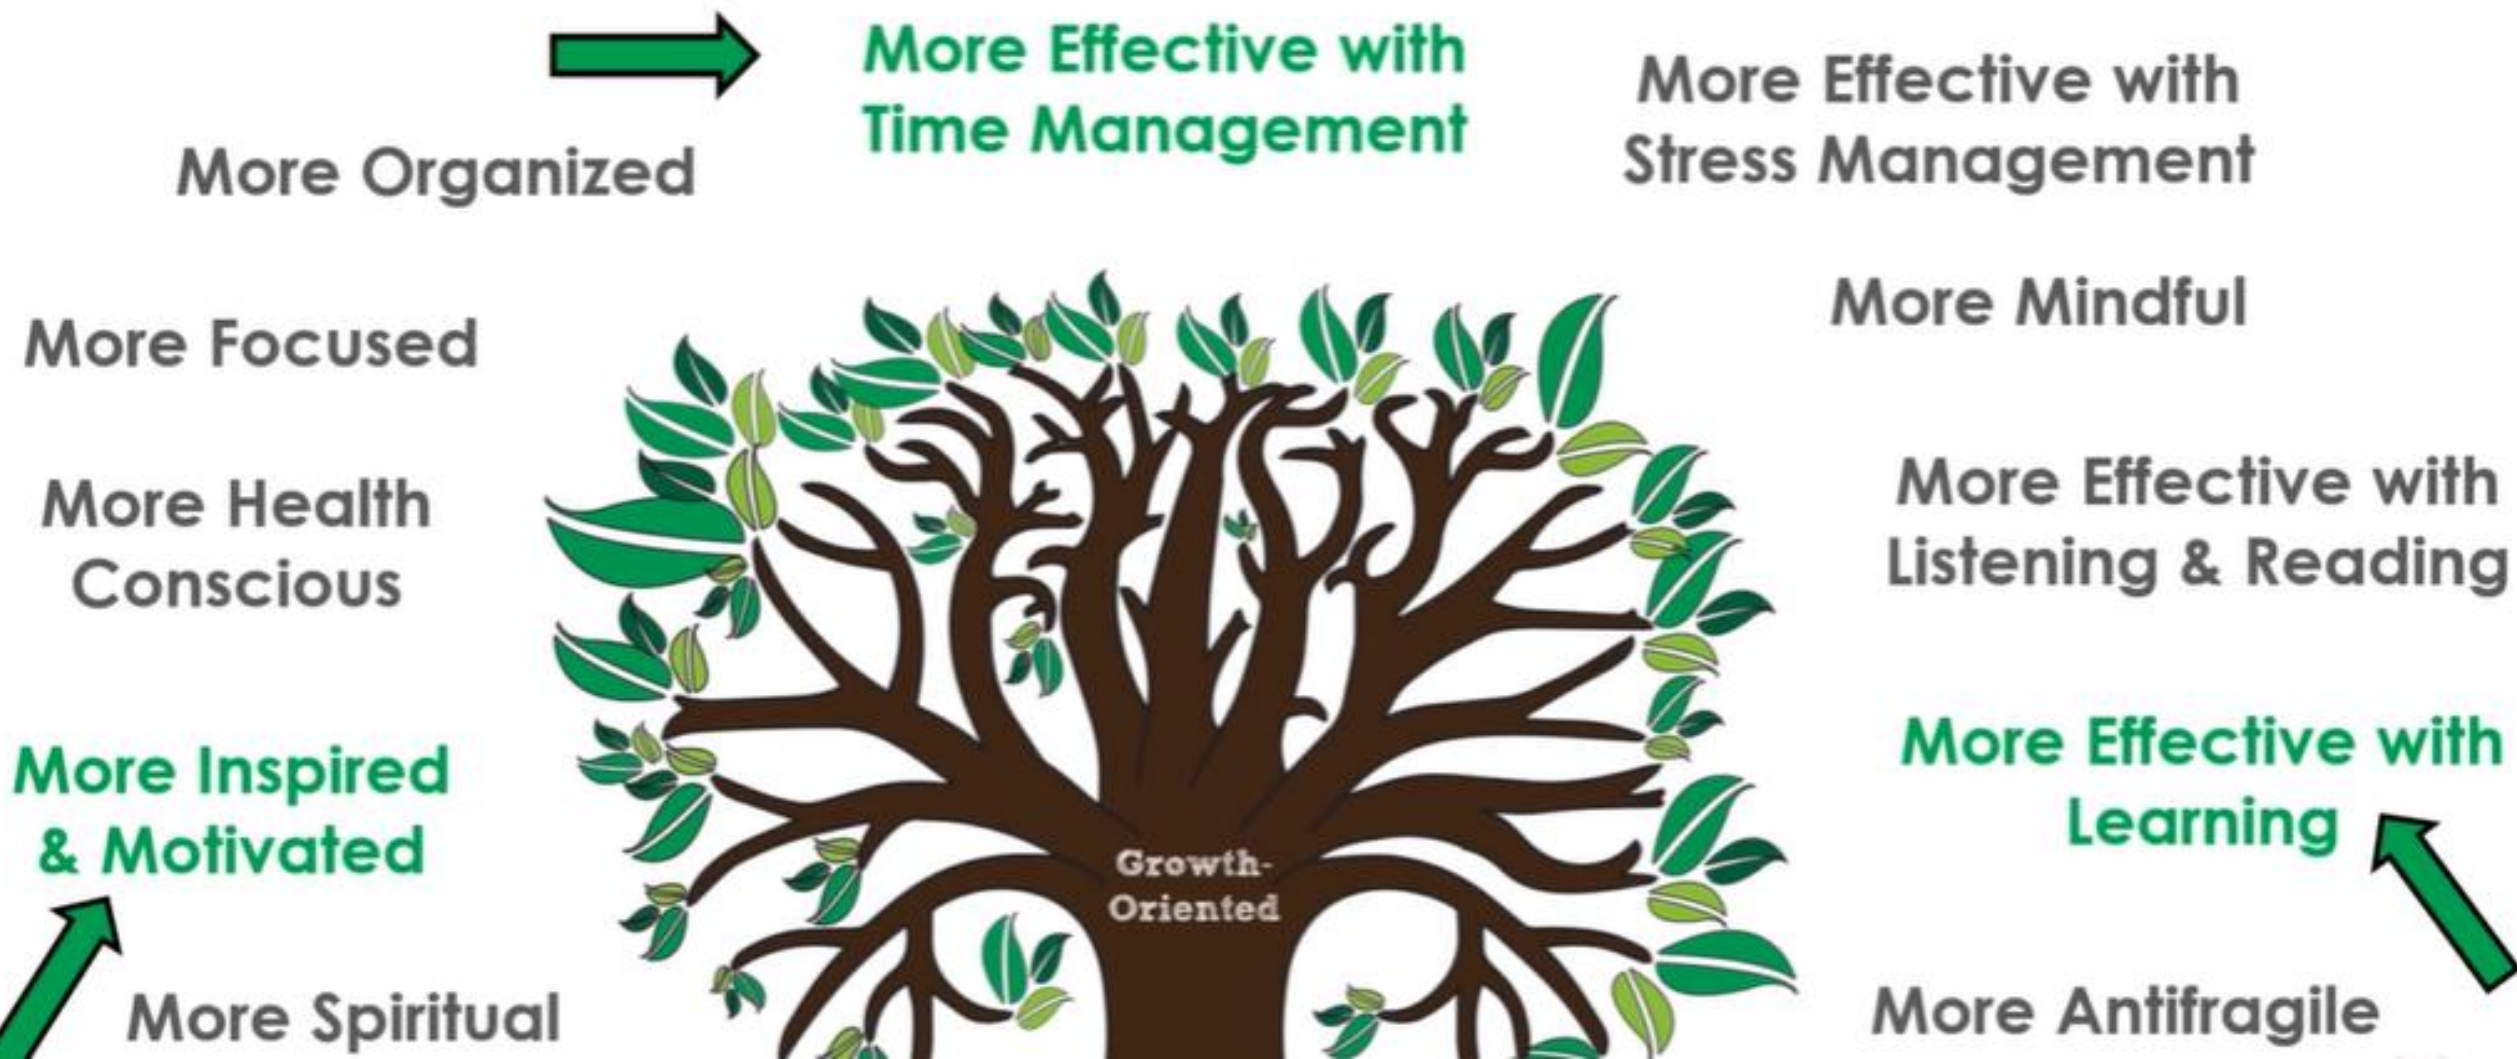 More Effective with
Time Management
More Effective with
Stress Management
More Organized
More Mindful
More Focused
More Health
Conscious
More Effective with
Listening & Reading
More Inspired
& Motivated
More Effective with
Learning
Growth-
Oriented
More Spiritual
More Antifragile